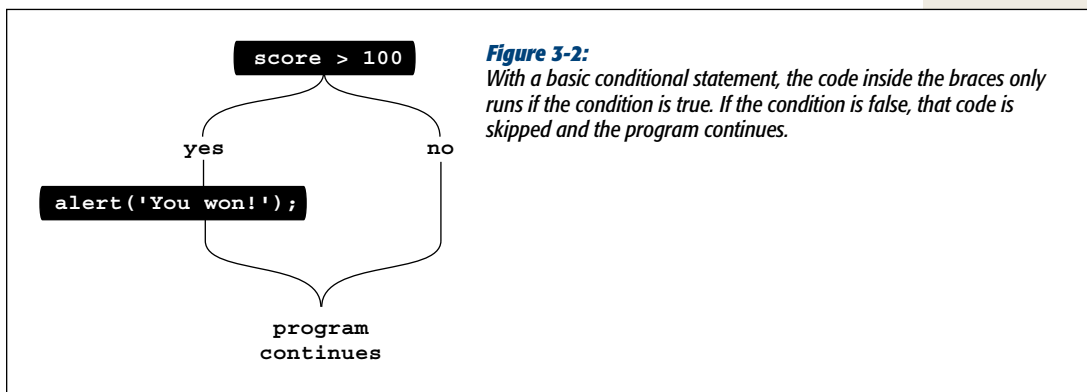 score > 100
yes
no
alert('You won!');
program
continues
Figure 3-2:
With a basic conditional statement, the code inside the braces only
runs if the condition is true. If the condition is false, that code is
skipped and the program continues.